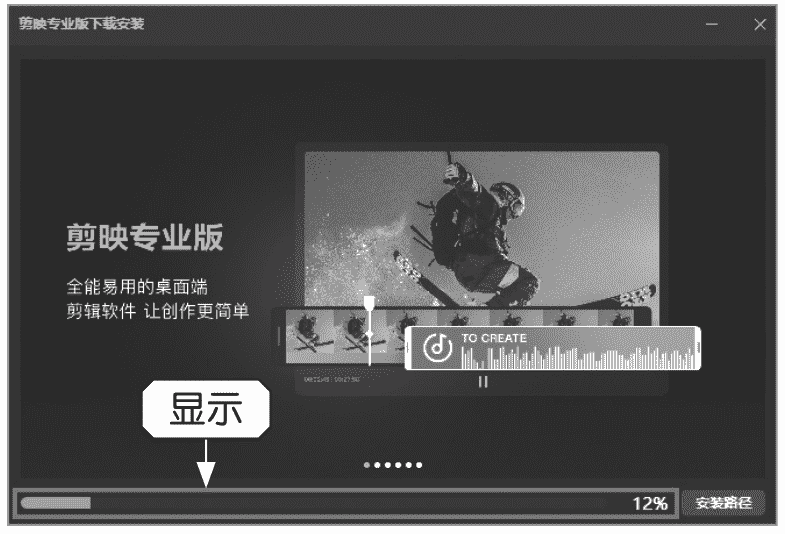 剪映专业版下载安装
剪映专业版
全能易用的桌面端
剪辑软件 让创作更简单
TO CREATE
显示
12%
安装路径